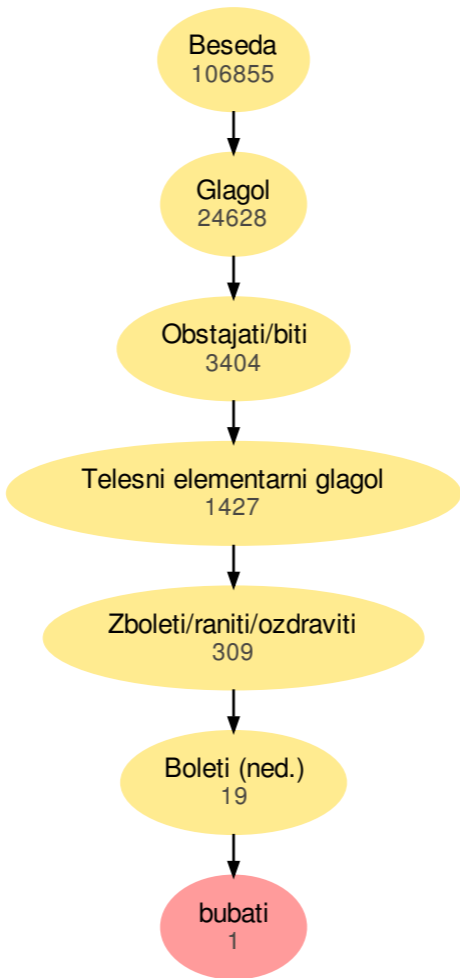 Beseda
106855
Glagol
24628
Obstajati/biti
3404
Telesni elementarni glagol
1427
Zboleti/raniti/ozdraviti
309
Boleti (ned.)
19
bubati
1